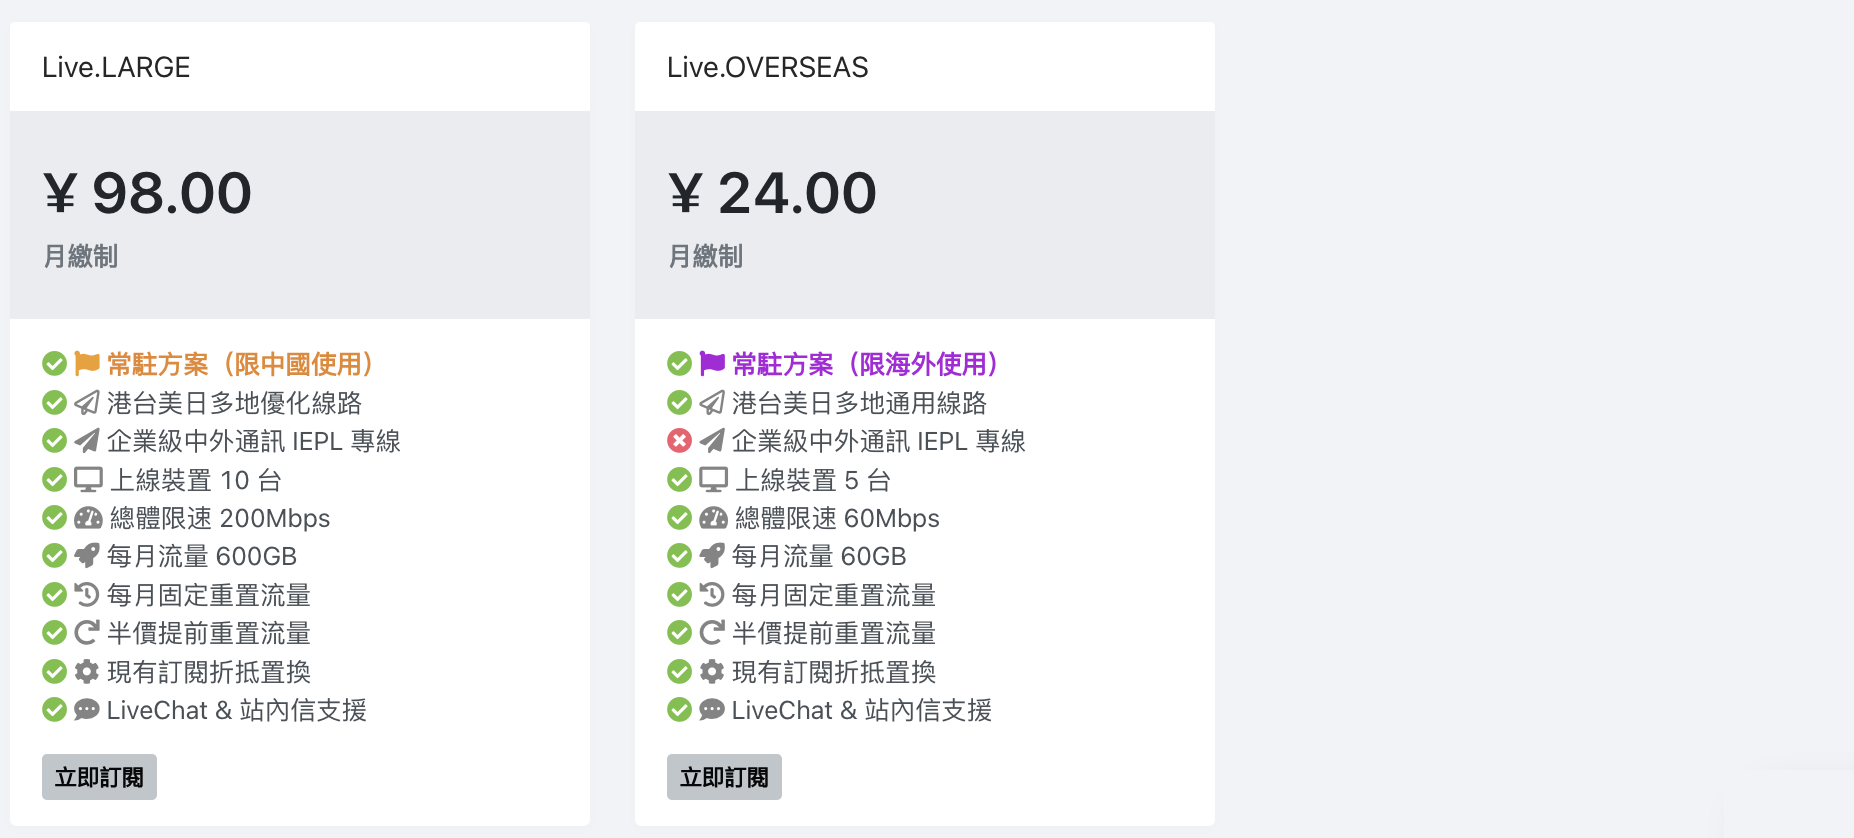 Live.LARGE
¥ 98.00
月繳制
常駐方案（限中國使用）
港台美日多地優化線路
企業級中外通訊 IEPL 專線
上線裝置 10 台
總體限速 200Mbps
每月流量 600GB
每月固定重置流量
半價提前重置流量
現有訂閱折抵置換
LiveChat & 站內信支援
立即訂閱
Live.OVERSEAS
¥ 24.00
月繳制
常駐方案（限海外使用）
港台美日多地通用線路
企業級中外通訊 IEPL 專線
上線裝置 5 台
總體限速 60Mbps
每月流量 60GB
每月固定重置流量
半價提前重置流量
現有訂閱折抵置換
LiveChat & 站內信支援
立即訂閱